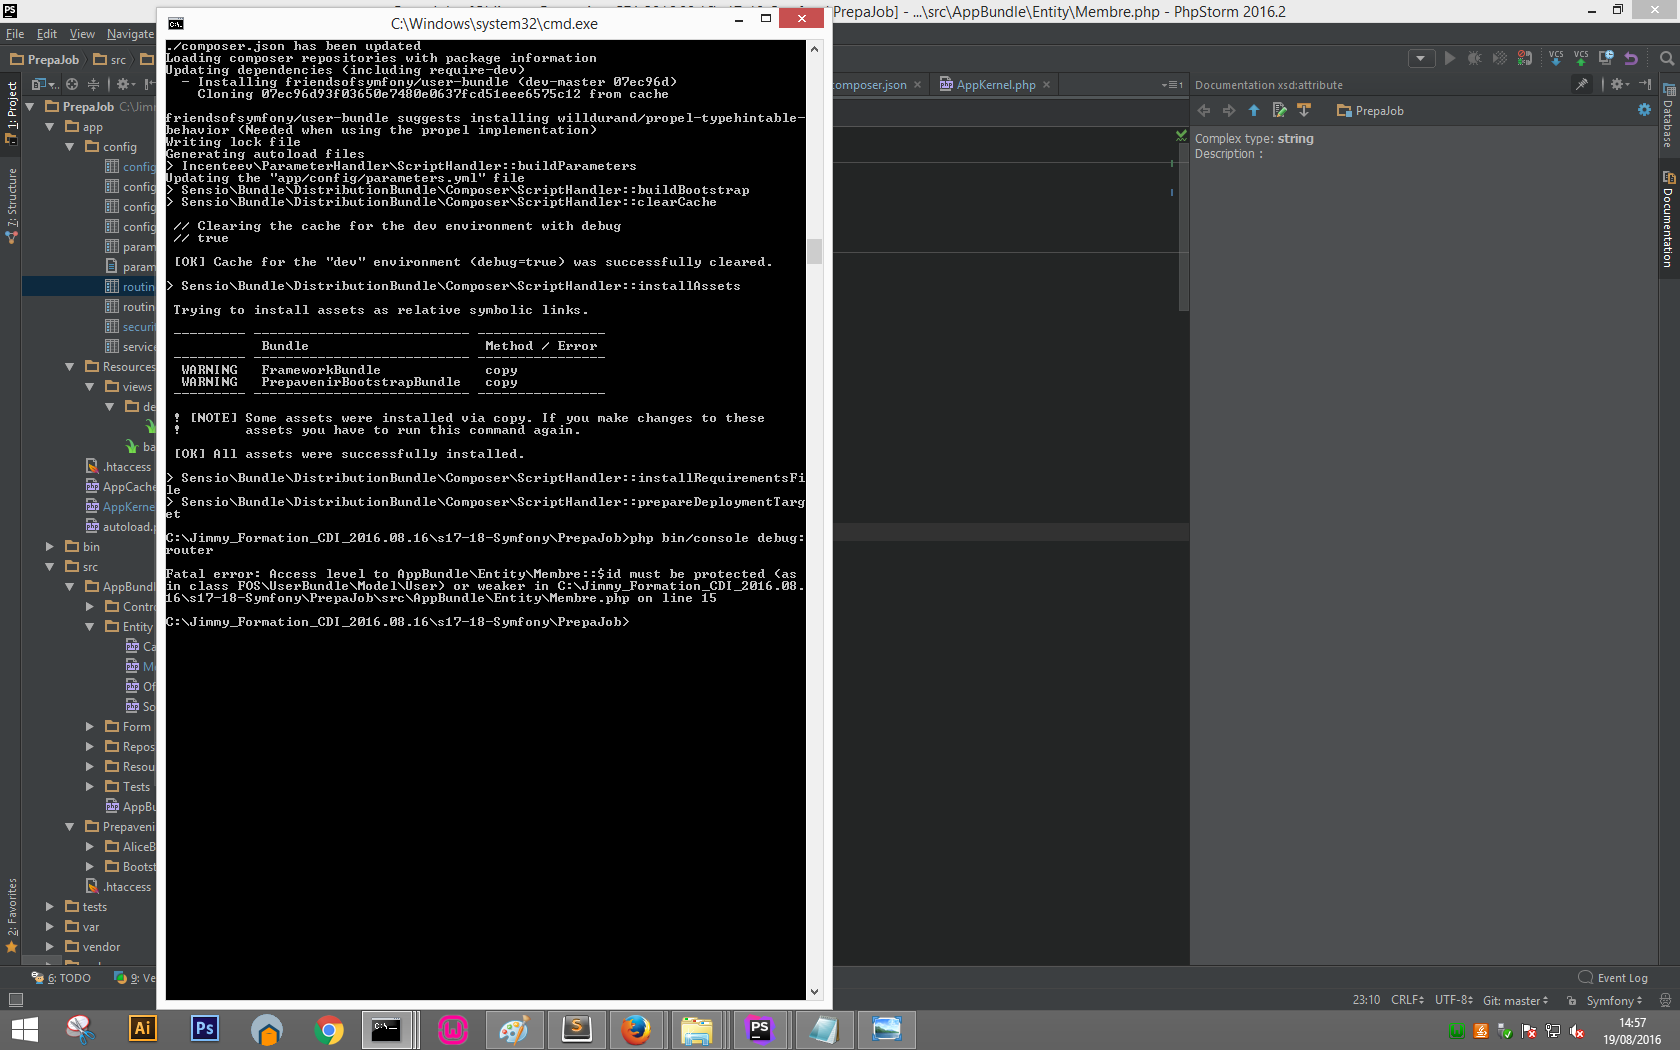 PrepaJob] - ...\src\AppBundle\Entity\Membre.php - PhpStorm 2016.2
C:\Windows\system32\cmd.exe
File Edit View Navigate
PrepaJob src
composer.json AppKernel.php
Documentation xsd:attribute
PrepaJob
Complex type: string
Description :
1: Project
7: Structure
2: Favorites
Database
Documentation
PrepaJob C:\Jimm
app
config
config
config
config
config
param
param
routin
routin
securit
service
Resources
views
de
ba
.htaccess
AppCache
AppKerne
autoload.p
bin
src
AppBundl
Contro
Entity
Ca
Me
Of
So
Form
Repos
Resou
Tests
AppBu
Prepaveni
AliceB
Bootst
.htaccess
tests
var
vendor
./composer.json has been updated
Loading composer repositories with package information
Updating dependencies (including require-dev)
- Installing friendsofsymfony/user-bundle (dev-master 07ec96d)
Cloning 07ec96d93f03650e7480e0637fcd51eee6575c12 from cache
friendsofsymfony/user-bundle suggests installing willdurand/propel-typehintable-
behavior (Needed when using the propel implementation)
Writing lock file
Generating autoload files
> Incenteev\ParameterHandler\ScriptHandler::buildParameters
Updating the "app/config/parameters.yml" file
> Sensio\Bundle\DistributionBundle\Composer\ScriptHandler::buildBootstrap
> Sensio\Bundle\DistributionBundle\Composer\ScriptHandler::clearCache
// Clearing the cache for the dev environment with debug
// true
[OK] Cache for the "dev" environment (debug=true) was successfully cleared.
> Sensio\Bundle\DistributionBundle\Composer\ScriptHandler::installAssets
Trying to install assets as relative symbolic links.
Bundle Method / Error
WARNING FrameworkBundle copy
WARNING PrepavenirBootstrapBundle copy
! [NOTE] Some assets were installed via copy. If you make changes to these
! assets you have to run this command again.
[OK] All assets were successfully installed.
> Sensio\Bundle\DistributionBundle\Composer\ScriptHandler::installRequirementsFi
le
> Sensio\Bundle\DistributionBundle\Composer\ScriptHandler::prepareDeploymentTarg
et
C:\Jimmy_Formation_CDI_2016.08.16\s17-18-Symfony\PrepaJob>php bin/console debug:
router
Fatal error: Access level to AppBundle\Entity\Membre::$id must be protected (as
in class FOS\UserBundle\Model\User) or weaker in C:\Jimmy_Formation_CDI_2016.08.
16\s17-18-Symfony\PrepaJob\src\AppBundle\Entity\Membre.php on line 15
C:\Jimmy_Formation_CDI_2016.08.16\s17-18-Symfony\PrepaJob>
6: TODO 9: Ve
Event Log
23:10 CRLF UTF-8 Git: master Symfony
14:57
19/08/2016